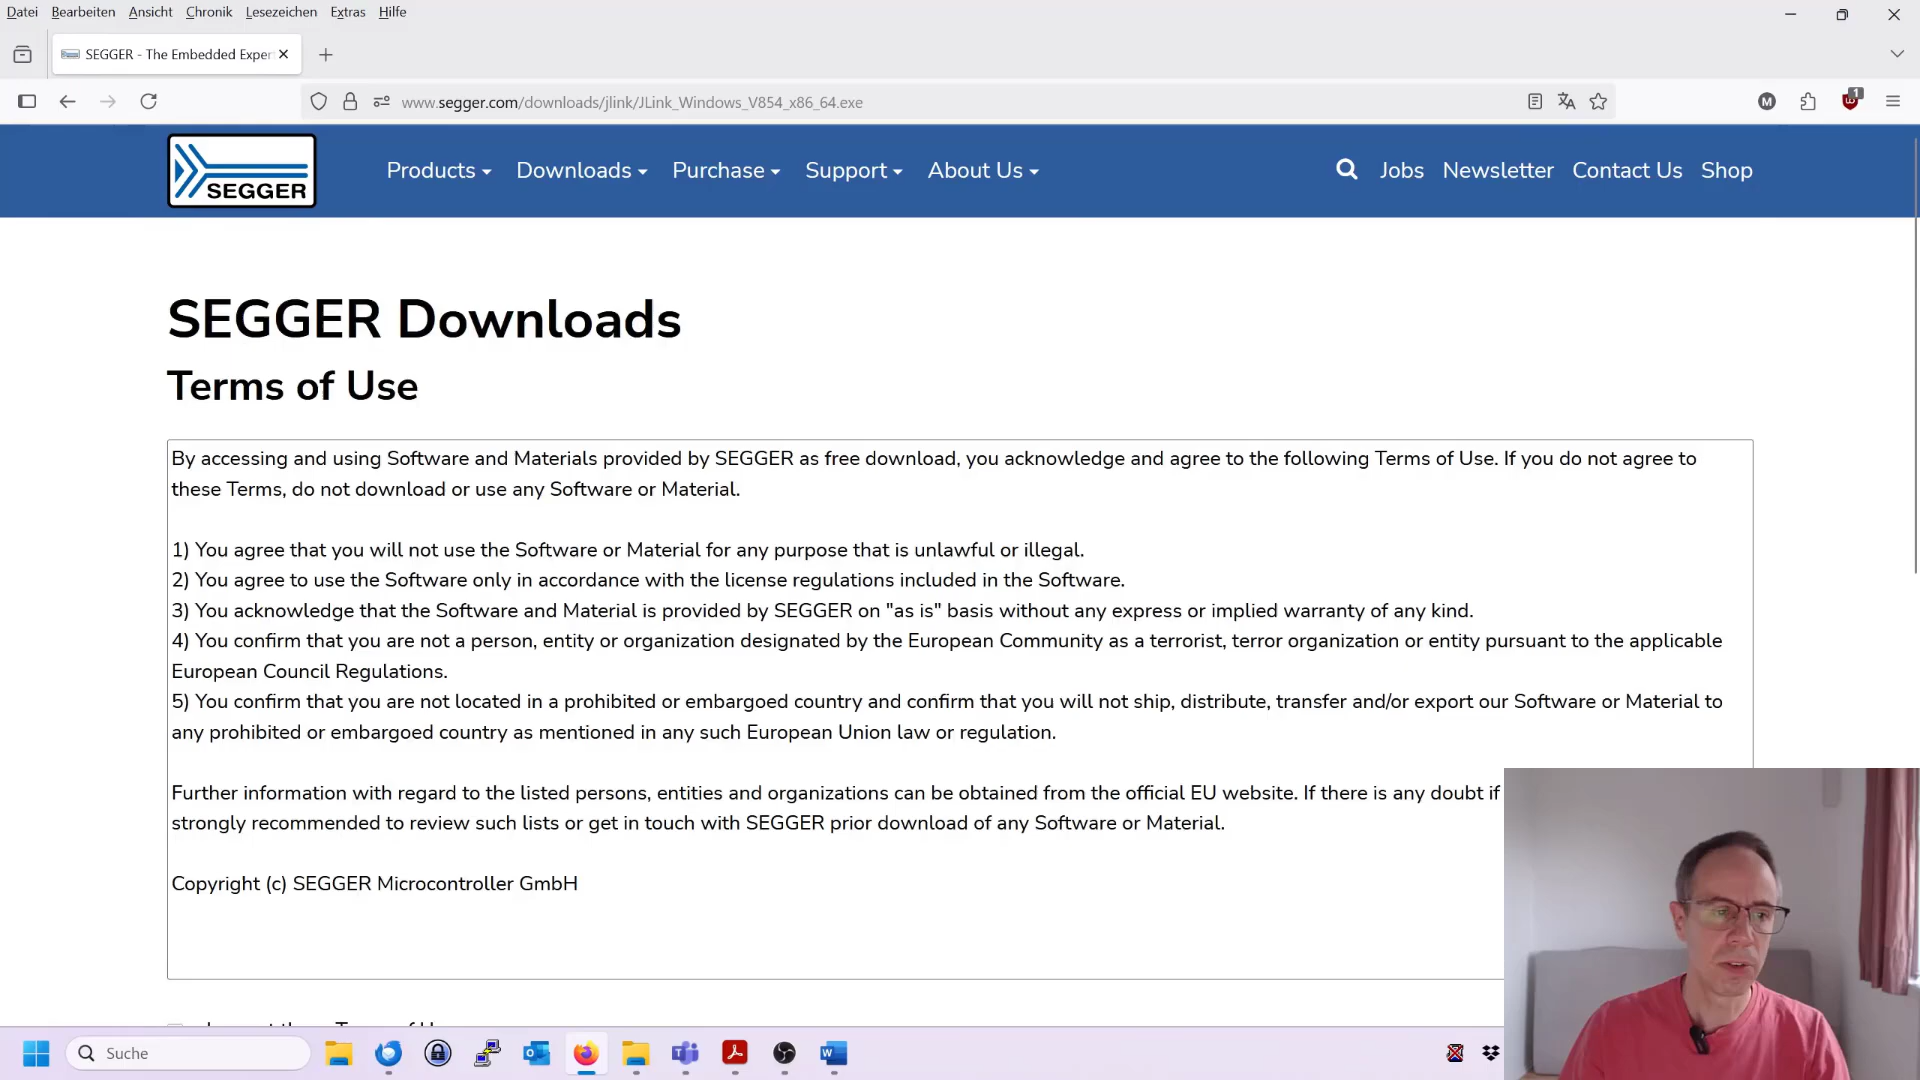 Datei Bearbeiten Ansicht Chronik Lesezeichen Extras Hilfe
SEGGER - The Embedded Exper
www.segger.com/downloads/jlink/JLink_Windows_V854_x86_64.exe
M
1
SEGGER
Products Downloads Purchase Support About Us Jobs Newsletter Contact Us Shop
SEGGER Downloads
Terms of Use
By accessing and using Software and Materials provided by SEGGER as free download, you acknowledge and agree to the following Terms of Use. If you do not agree to
these Terms, do not download or use any Software or Material.
1) You agree that you will not use the Software or Material for any purpose that is unlawful or illegal.
2) You agree to use the Software only in accordance with the license regulations included in the Software.
3) You acknowledge that the Software and Material is provided by SEGGER on "as is" basis without any express or implied warranty of any kind.
4) You confirm that you are not a person, entity or organization designated by the European Community as a terrorist, terror organization or entity pursuant to the applicable
European Council Regulations.
5) You confirm that you are not located in a prohibited or embargoed country and confirm that you will not ship, distribute, transfer and/or export our Software or Material to
any prohibited or embargoed country as mentioned in any such European Union law or regulation.
Further information with regard to the listed persons, entities and organizations can be obtained from the official EU website. If there is any doubt if
strongly recommended to review such lists or get in touch with SEGGER prior download of any Software or Material.
Copyright (c) SEGGER Microcontroller GmbH
Suche